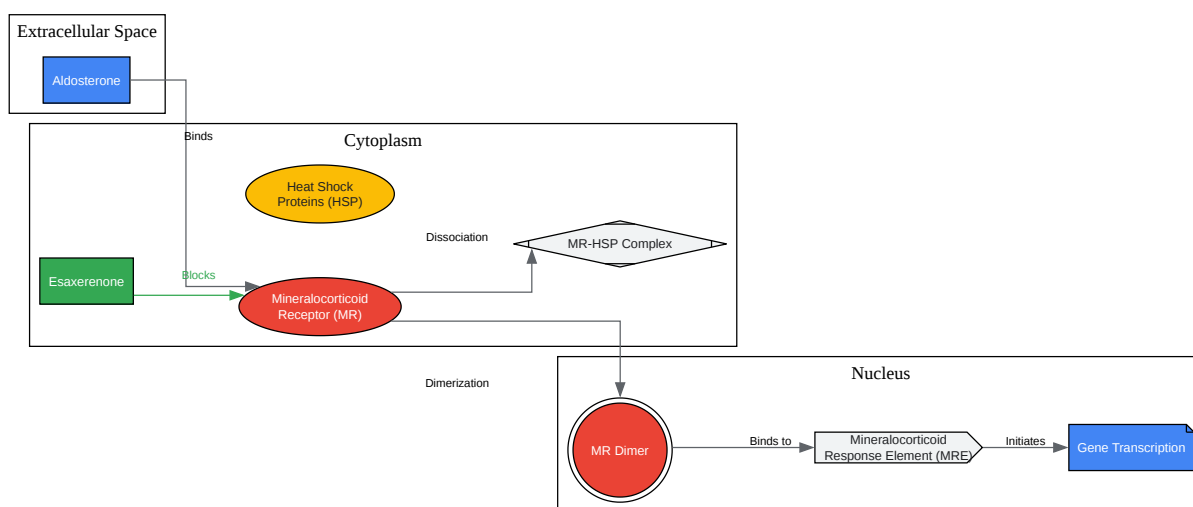 Extracellular Space
Aldosterone
Binds
Cytoplasm
Heat Shock
Proteins (HSP)
Dissociation
MR-HSP Complex
Esaxerenone
Blocks
Mineralocorticoid
Receptor (MR)
Dimerization
Nucleus
MR Dimer
Binds to
Mineralocorticoid
Response Element (MRE)
Initiates
Gene Transcription